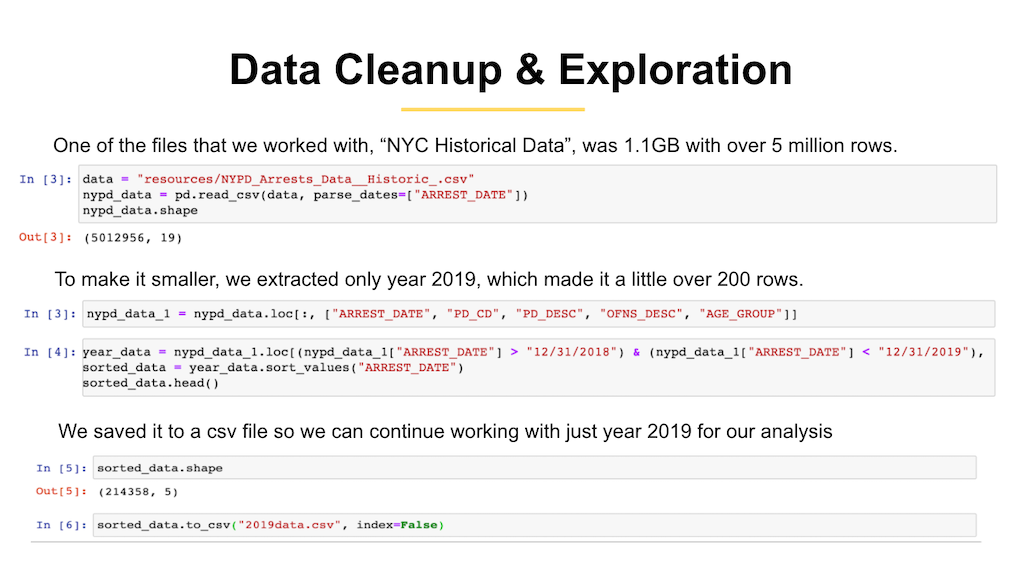 Data Cleanup & Exploration
One of the files that we worked with, “NYC Historical Data”, was 1.1GB with over 5 million rows.
In [3]: data = "resources/NYPD_Arrests_Data__Historic_.csv"
nypd_data = pd.read_csv(data, parse_dates=["ARREST_DATE"])
nypd_data.shape
Out[3]: (5012956, 19)
To make it smaller, we extracted only year 2019, which made it a little over 200 rows.
In [3]: nypd_data_1 = nypd_data.loc[:, ["ARREST_DATE", "PD_CD", "PD_DESC", "OFNS_DESC", "AGE_GROUP"]]
In [4]: year_data = nypd_data_1.loc[(nypd_data_1["ARREST_DATE"] > "12/31/2018") & (nypd_data_1["ARREST_DATE"] < "12/31/2019"),
sorted_data = year_data.sort_values("ARREST_DATE")
sorted_data.head()
We saved it to a csv file so we can continue working with just year 2019 for our analysis
In [5]: sorted_data.shape
Out[5]: (214358, 5)
In [6]: sorted_data.to_csv("2019data.csv", index=False)